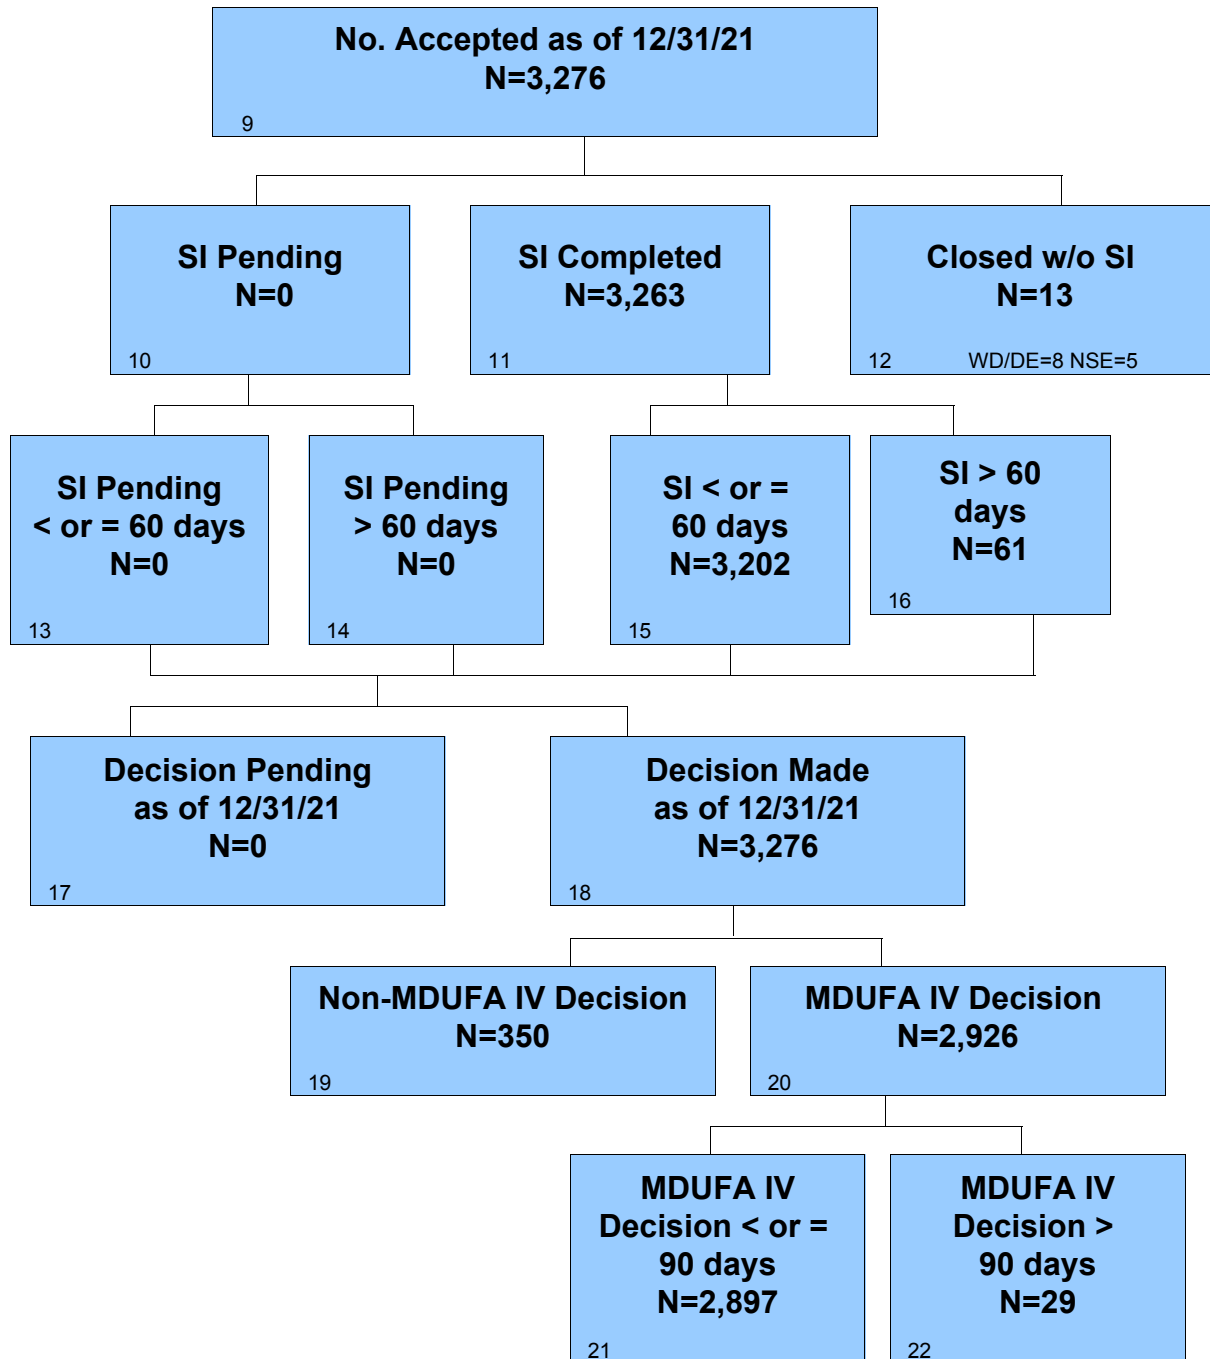 No. Accepted as of 12/31/21
N=3,276
9
SI Pending
N=0
10
SI Completed
N=3,263
11
Closed w/o SI
N=13
12 WD/DE=8 NSE=5
SI Pending
< or = 60 days
N=0
13
SI Pending
> 60 days
N=0
14
SI < or =
60 days
N=3,202
15
SI > 60
days
N=61
16
Decision Pending
as of 12/31/21
N=0
17
Decision Made
as of 12/31/21
N=3,276
18
Non-MDUFA IV Decision
N=350
19
MDUFA IV Decision
N=2,926
20
MDUFA IV
Decision < or =
90 days
N=2,897
21
MDUFA IV
Decision >
90 days
N=29
22